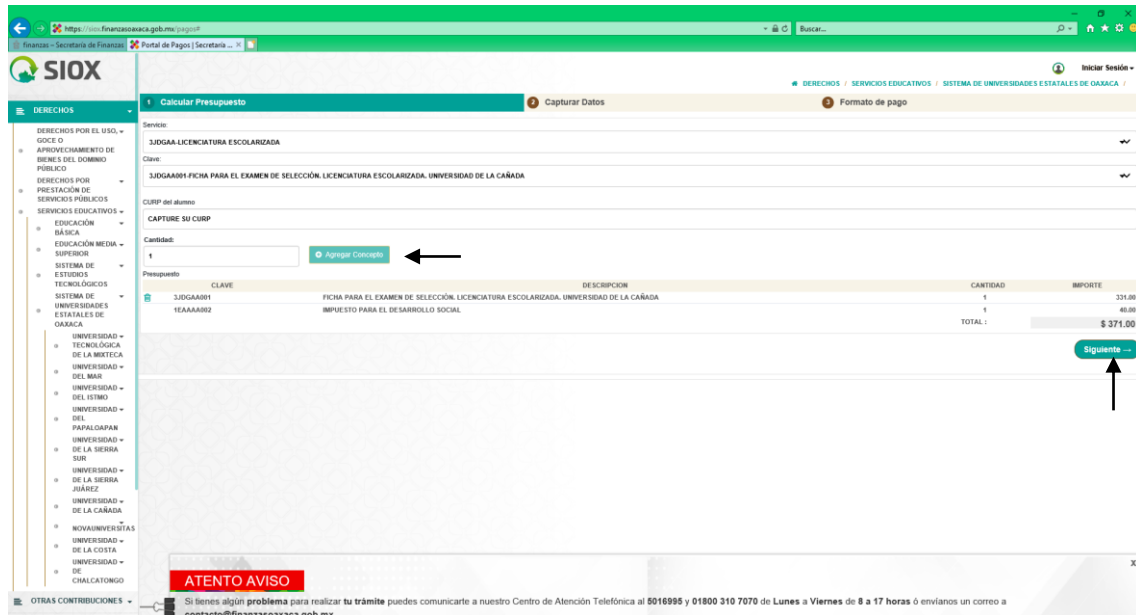 https://siox.finanzasoaxaca.gob.mx/pagos#
Buscar...
finanzas – Secretaría de Finanzas
Portal de Pagos | Secretaría ...
SIOX
Iniciar Sesión
DERECHOS / SERVICIOS EDUCATIVOS / SISTEMA DE UNIVERSIDADES ESTATALES DE OAXACA /
DERECHOS
DERECHOS POR EL USO,
GOCE O
APROVECHAMIENTO DE
BIENES DEL DOMINIO
PÚBLICO
DERECHOS POR
PRESTACIÓN DE
SERVICIOS PÚBLICOS
SERVICIOS EDUCATIVOS
EDUCACIÓN
BÁSICA
EDUCACIÓN MEDIA
SUPERIOR
SISTEMA DE
ESTUDIOS
TECNOLÓGICOS
SISTEMA DE
UNIVERSIDADES
ESTATALES DE
OAXACA
UNIVERSIDAD
TECNOLÓGICA
DE LA MIXTECA
UNIVERSIDAD
DEL MAR
UNIVERSIDAD
DEL ISTMO
UNIVERSIDAD
DEL
PAPALOAPAN
UNIVERSIDAD
DE LA SIERRA
SUR
UNIVERSIDAD
DE LA SIERRA
JUÁREZ
UNIVERSIDAD
DE LA CAÑADA
NOVAUNIVERSITAS
UNIVERSIDAD
DE LA COSTA
UNIVERSIDAD
DE
CHALCATONGO
OTRAS CONTRIBUCIONES
1 Calcular Presupuesto
2 Capturar Datos
3 Formato de pago
Servicio:
3JDGAA-LICENCIATURA ESCOLARIZADA
Clave:
3JDGAA001-FICHA PARA EL EXAMEN DE SELECCIÓN. LICENCIATURA ESCOLARIZADA. UNIVERSIDAD DE LA CAÑADA
CURP del alumno
CAPTURE SU CURP
Cantidad:
1
Agregar Concepto
Presupuesto
CLAVE DESCRIPCION CANTIDAD IMPORTE
3JDGAA001 FICHA PARA EL EXAMEN DE SELECCIÓN. LICENCIATURA ESCOLARIZADA. UNIVERSIDAD DE LA CAÑADA 1 331.00
1EAAAA002 IMPUESTO PARA EL DESARROLLO SOCIAL 1 40.00
TOTAL : $ 371.00
Siguiente →
X
ATENTO AVISO
Si tienes algún problema para realizar tu trámite puedes comunicarte a nuestro Centro de Atención Telefónica al 5016995 y 01800 310 7070 de Lunes a Viernes de 8 a 17 horas ó envíanos un correo a
contacto@finanzasoaxaca.gob.mx